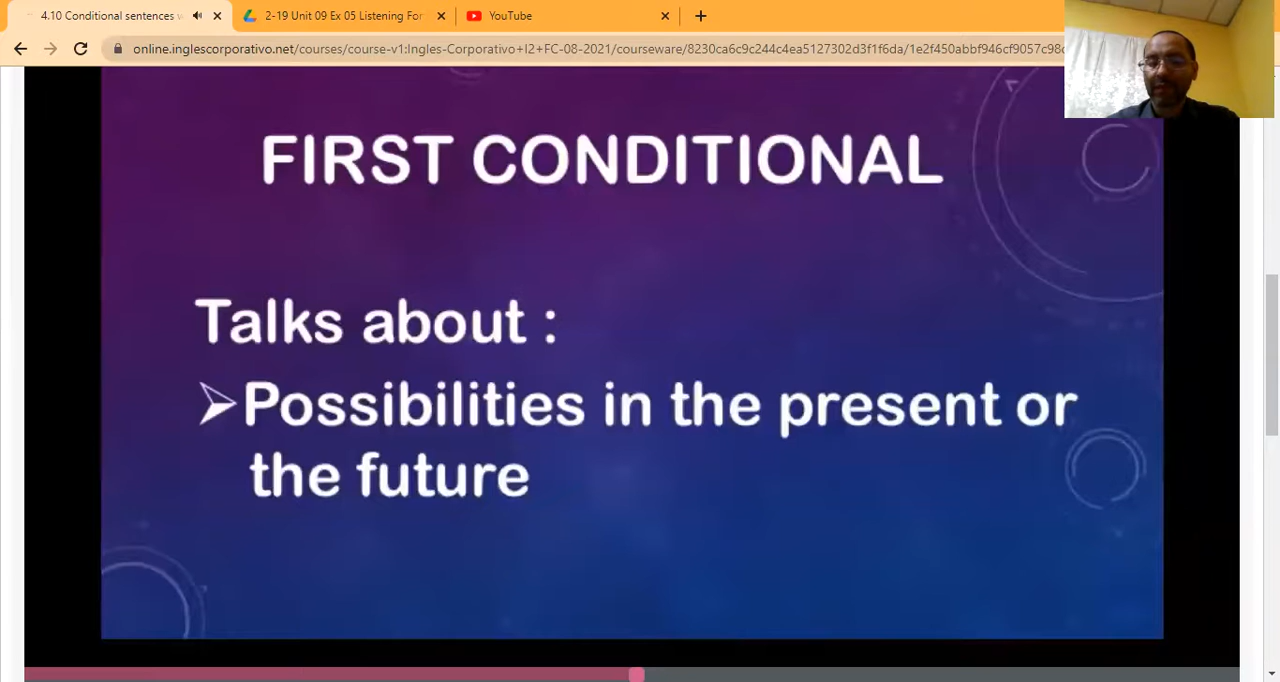 4.10 Conditional sentences
2-19 Unit 09 Ex 05 Listening For
YouTube
online.inglescorporativo.net/courses/course-v1:Ingles-Corporativo+I2+FC-08-2021/courseware/8230ca6c9c244c4ea5127302d3f1f6da/1e2f450abbf946cf9057c98c
FIRST CONDITIONAL
Talks about :
➢Possibilities in the present or
the future